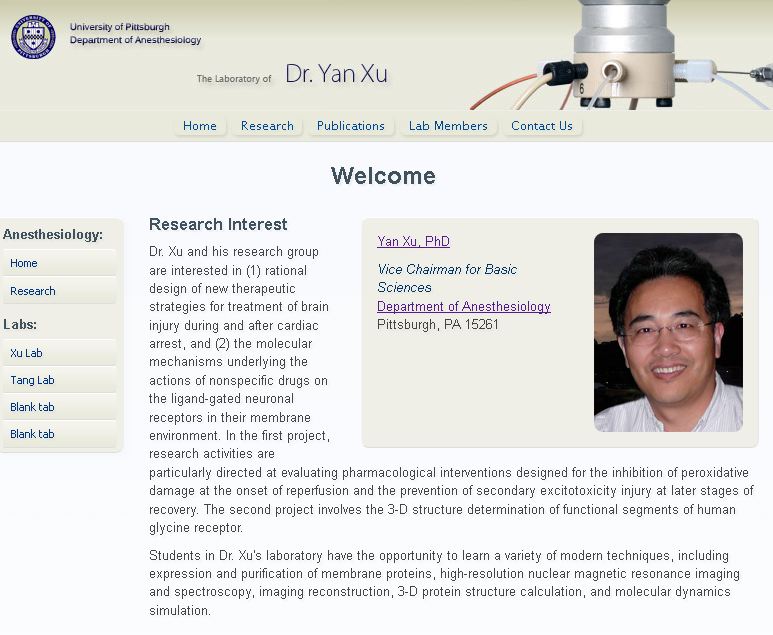 University of Pittsburgh
Department of Anesthesiology
The Laboratory of Dr. Yan Xu
6
Home Research Publications Lab Members Contact Us
Welcome
Anesthesiology:
Home
Research
Labs:
Xu Lab
Tang Lab
Blank tab
Blank tab
Research Interest
Dr. Xu and his research group
are interested in (1) rational
design of new therapeutic
strategies for treatment of brain
injury during and after cardiac
arrest, and (2) the molecular
mechanisms underlying the
actions of nonspecific drugs on
the ligand-gated neuronal
receptors in their membrane
environment. In the first project,
research activities are
particularly directed at evaluating pharmacological interventions designed for the inhibition of peroxidative
damage at the onset of reperfusion and the prevention of secondary excitotoxicity injury at later stages of
recovery. The second project involves the 3-D structure determination of functional segments of human
glycine receptor.
Students in Dr. Xu's laboratory have the opportunity to learn a variety of modern techniques, including
expression and purification of membrane proteins, high-resolution nuclear magnetic resonance imaging
and spectroscopy, imaging reconstruction, 3-D protein structure calculation, and molecular dynamics
simulation.
Yan Xu, PhD
Vice Chairman for Basic
Sciences
Department of Anesthesiology
Pittsburgh, PA 15261